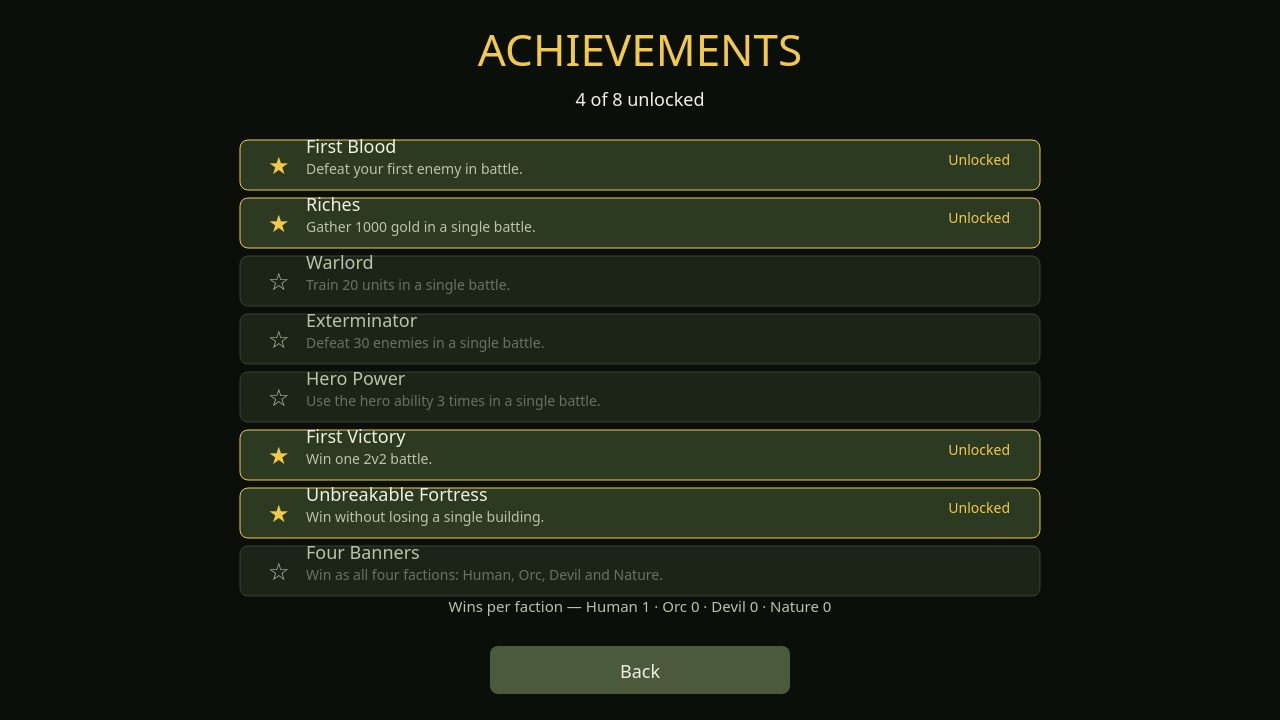 ACHIEVEMENTS
4 of 8 unlocked
First Blood
Defeat your first enemy in battle.
Unlocked
Riches
Gather 1000 gold in a single battle.
Unlocked
Warlord
Train 20 units in a single battle.
Exterminator
Defeat 30 enemies in a single battle.
Hero Power
Use the hero ability 3 times in a single battle.
First Victory
Win one 2v2 battle.
Unlocked
Unbreakable Fortress
Win without losing a single building.
Unlocked
Four Banners
Win as all four factions: Human, Orc, Devil and Nature.
Wins per faction — Human 1 · Orc 0 · Devil 0 · Nature 0
Back